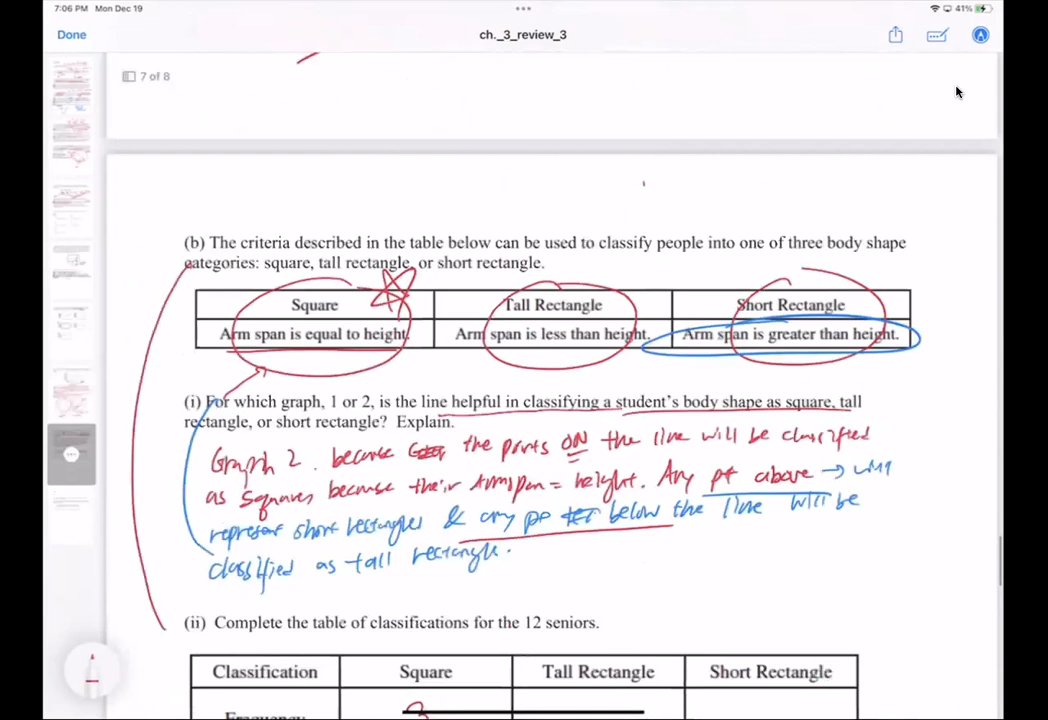 7:06 PM Mon Dec 19
41%
Done
ch._3_review_3
7 of 8
(b) The criteria described in the table below can be used to classify people into one of three body shape
categories: square, tall rectangle, or short rectangle.
Square Tall Rectangle Short Rectangle
Arm span is equal to height. Arm span is less than height. Arm span is greater than height.
(i) For which graph, 1 or 2, is the line helpful in classifying a student's body shape as square, tall
rectangle, or short rectangle? Explain.
Graph 2. because the points ON the line will be classified
as squares because their Armspan = height. Any pt above → will
represent short rectangles & any pt below the line will be
classified as tall rectangle.
(ii) Complete the table of classifications for the 12 seniors.
Classification Square Tall Rectangle Short Rectangle
Frequency